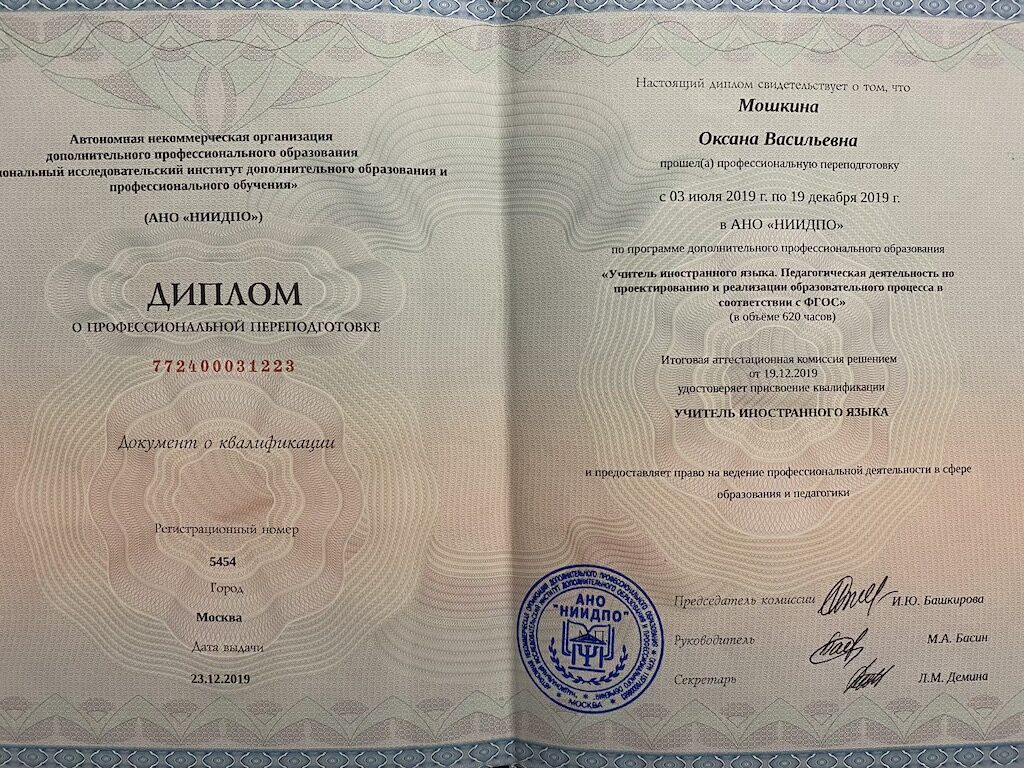 Автономная некоммерческая организация
дополнительного профессионального образования
исследовательский институт дополнительного образования и
профессионального обучения»
(АНО «НИИДПО»)
ДИПЛОМ
О ПРОФЕССИОНАЛЬНОЙ ПЕРЕПОДГОТОВКЕ
772400031223
Документ о квалификации
Регистрационный номер
5454
Город
Москва
Дата выдачи
23.12.2019
Настоящий диплом свидетельствует о том, что
Мошкина
Оксана Васильевна
прошел(а) профессиональную переподготовку
с 03 июля 2019 г. по 19 декабря 2019 г.
в АНО «НИИДПО»
по программе дополнительного профессионального образования
«Учитель иностранного языка. Педагогическая деятельность по
проектированию и реализации образовательного процесса в
соответствии с ФГОС»
(в объёме 620 часов)
Итоговая аттестационная комиссия решением
от 19.12.2019
удостоверяет присвоение квалификации
УЧИТЕЛЬ ИНОСТРАННОГО ЯЗЫКА
и предоставляет право на ведение профессиональной деятельности в сфере
образования и педагогики
Председатель комиссии И.Ю. Башкирова
Руководитель М.А. Басин
Секретарь Л.М. Демина
АНО
"НИИДПО"
МОСКВА